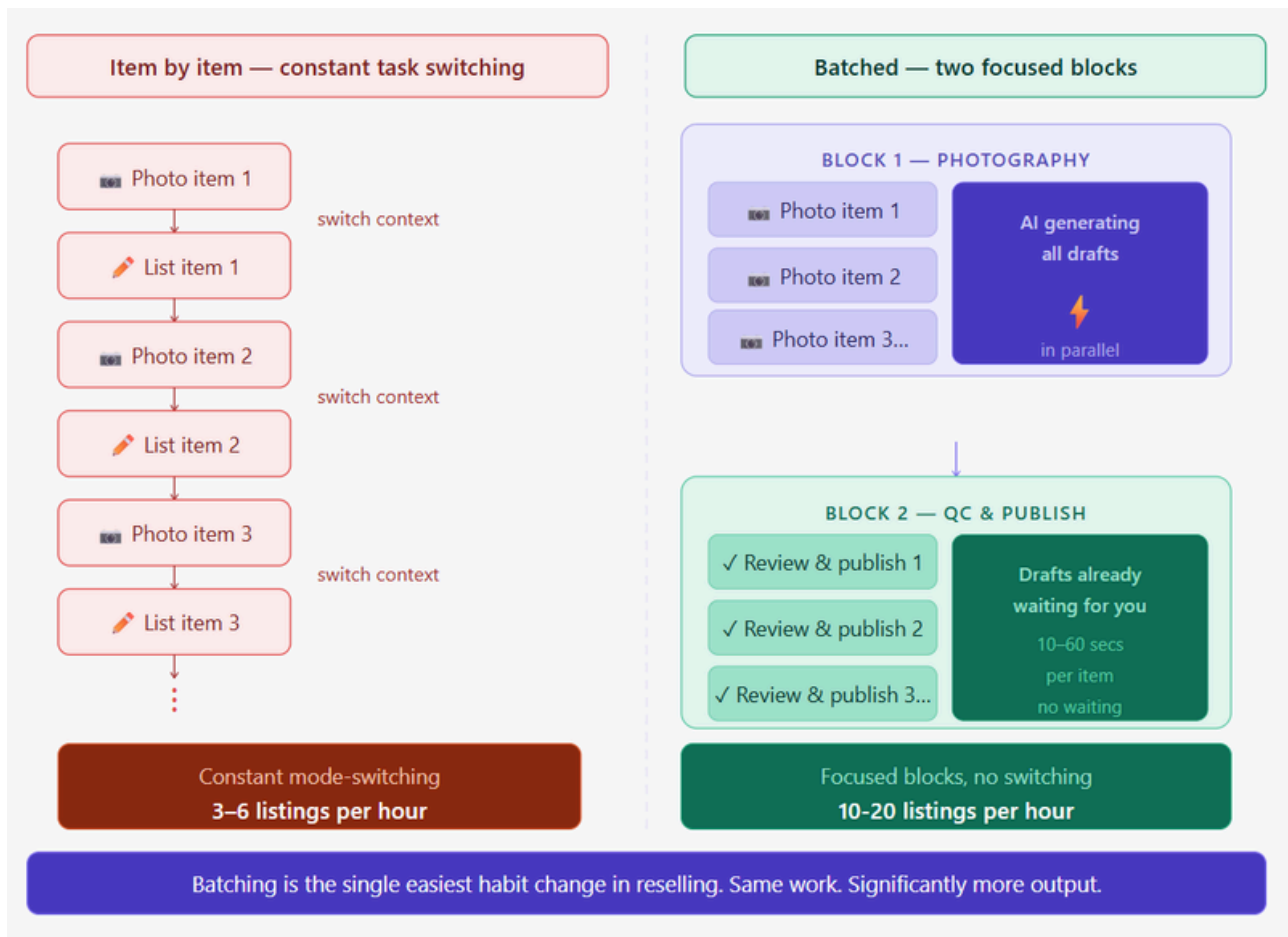 Item by item — constant task switching
Photo item 1
switch context
List item 1
Photo item 2
switch context
List item 2
Photo item 3
switch context
List item 3
Constant mode-switching
3–6 listings per hour
Batched — two focused blocks
BLOCK 1 — PHOTOGRAPHY
Photo item 1
Photo item 2
Photo item 3...
AI generating
all drafts
in parallel
BLOCK 2 — QC & PUBLISH
✓ Review & publish 1
✓ Review & publish 2
✓ Review & publish 3...
Drafts already
waiting for you
10–60 secs
per item
no waiting
Focused blocks, no switching
10-20 listings per hour
Batching is the single easiest habit change in reselling. Same work. Significantly more output.